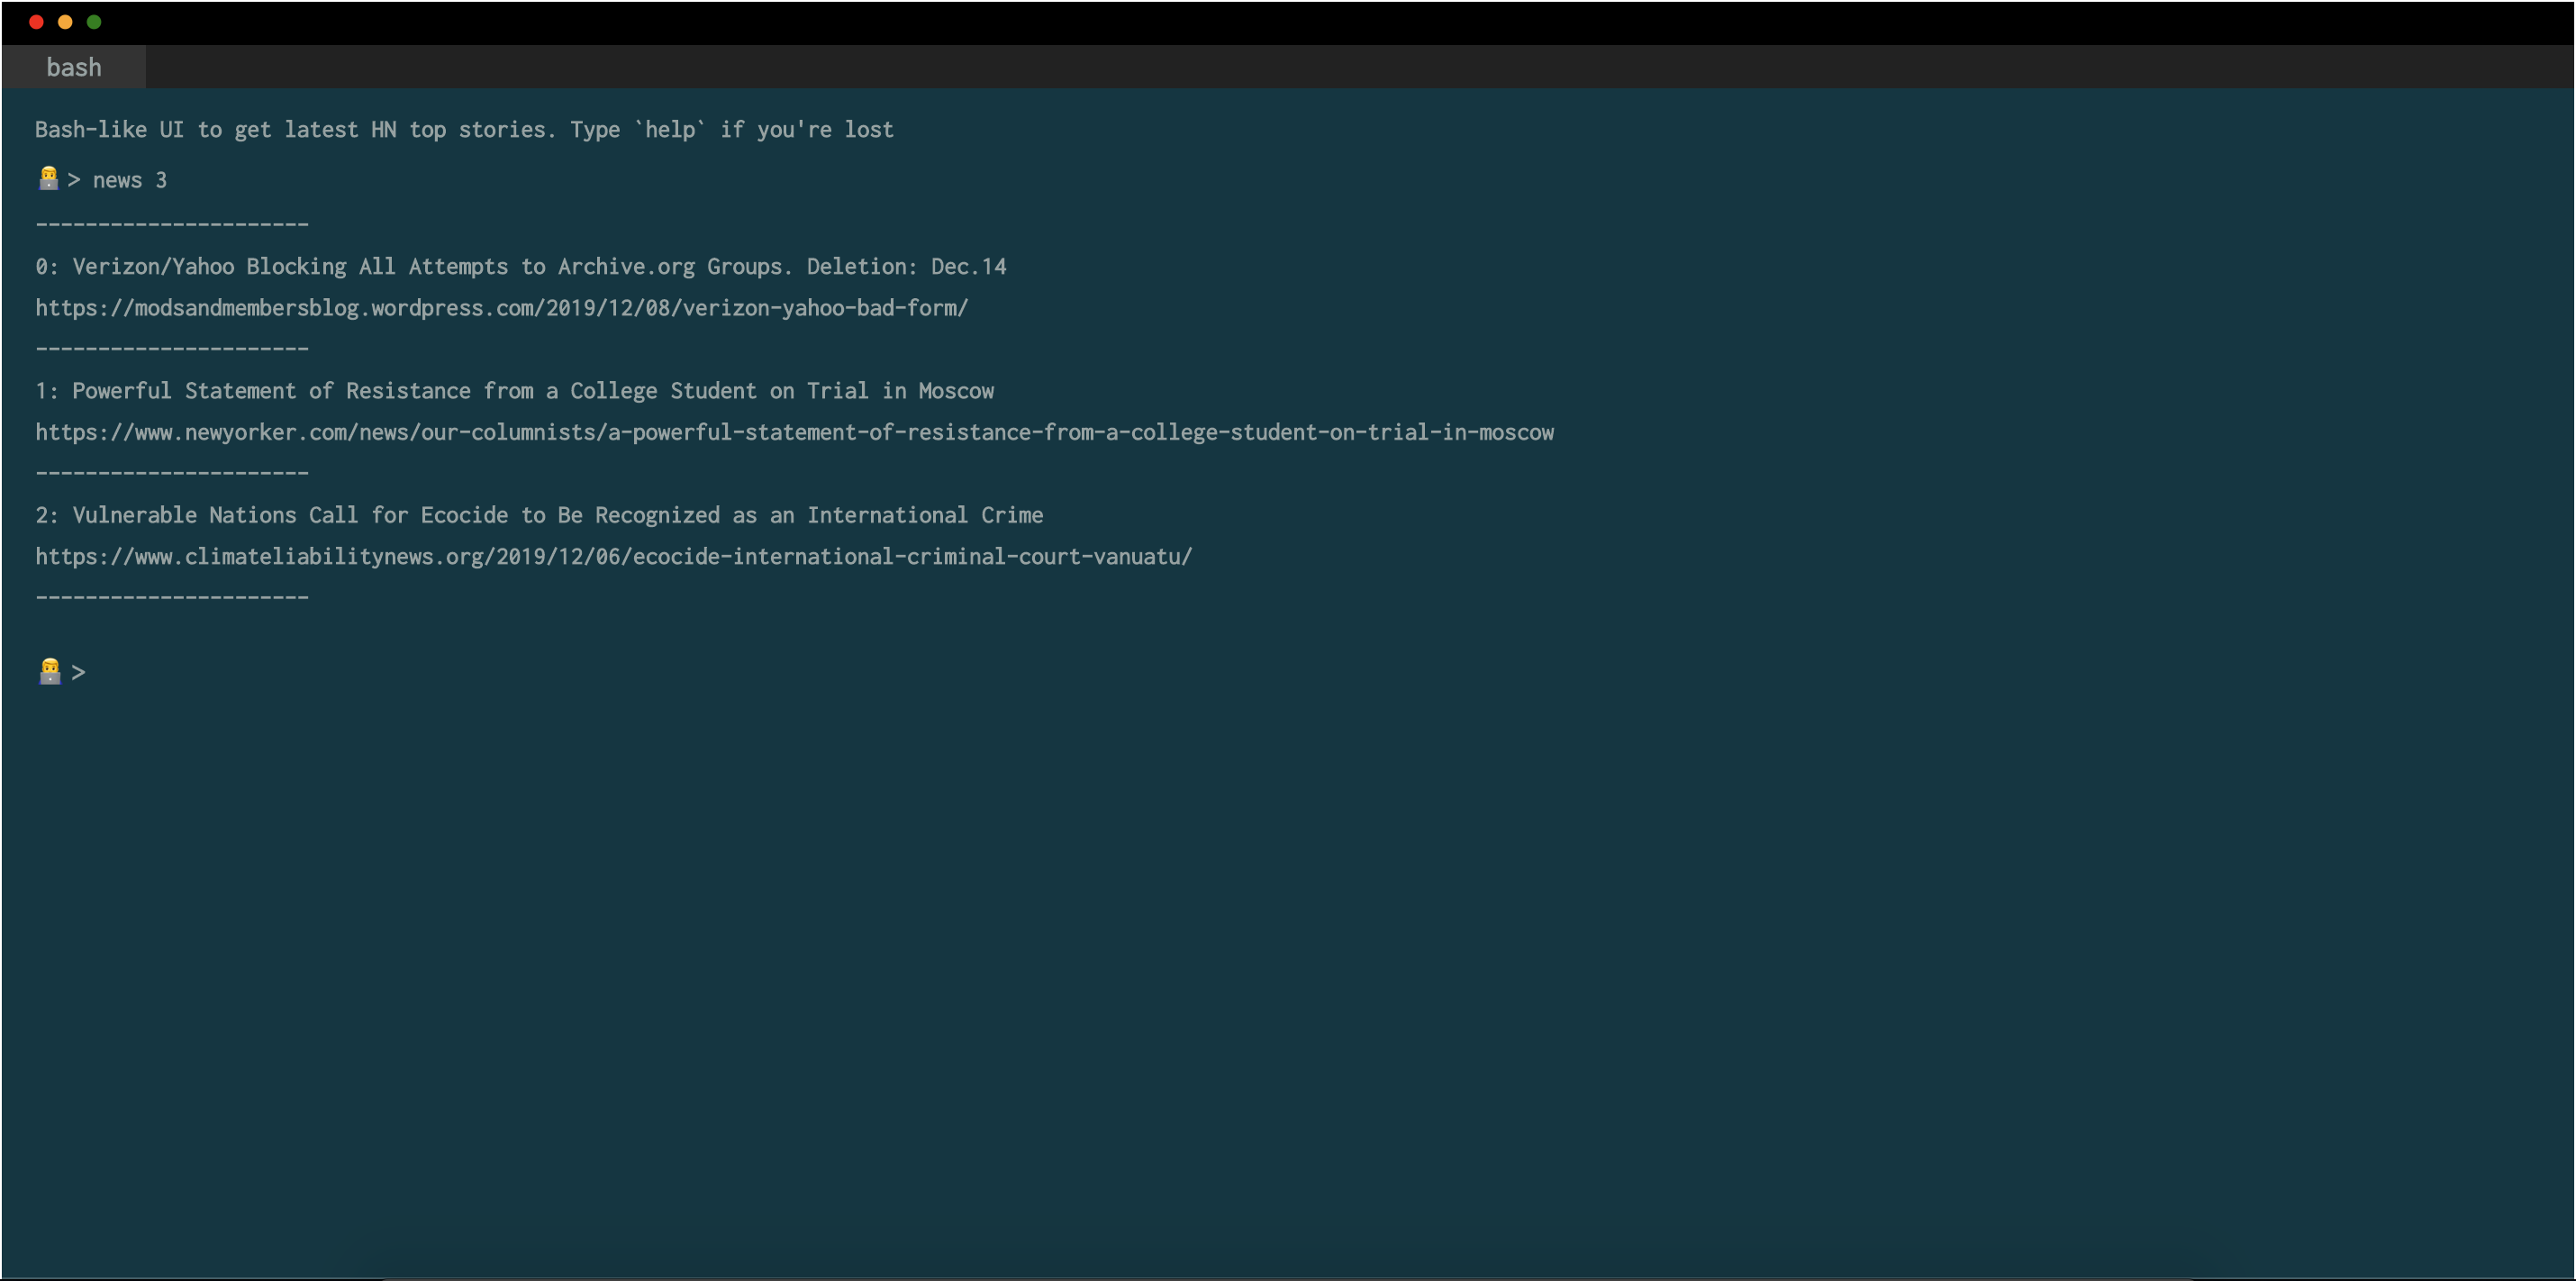 bash
Bash-like UI to get latest HN top stories. Type `help` if you're lost
👨‍💻 > news 3
----------------------
0: Verizon/Yahoo Blocking All Attempts to Archive.org Groups. Deletion: Dec.14
https://modsandmembersblog.wordpress.com/2019/12/08/verizon-yahoo-bad-form/
----------------------
1: Powerful Statement of Resistance from a College Student on Trial in Moscow
https://www.newyorker.com/news/our-columnists/a-powerful-statement-of-resistance-from-a-college-student-on-trial-in-moscow
----------------------
2: Vulnerable Nations Call for Ecocide to Be Recognized as an International Crime
https://www.climateliabilitynews.org/2019/12/06/ecocide-international-criminal-court-vanuatu/
----------------------
👨‍💻 >